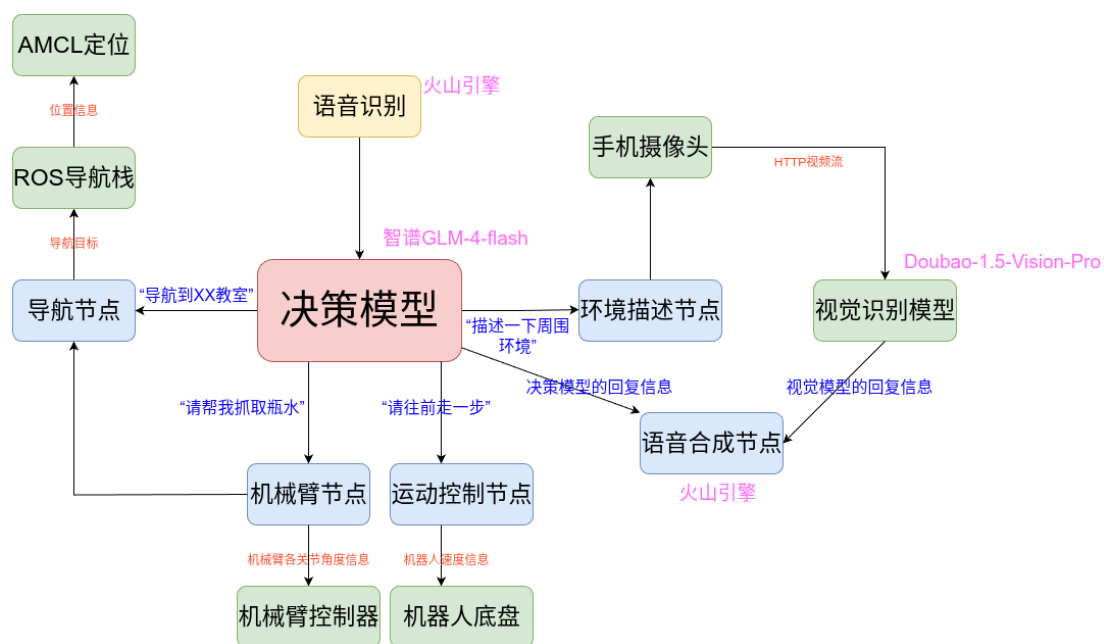 AMCL定位
火山引擎
语音识别
位置信息
手机摄像头
HTTP视频流
ROS导航栈
智谱GLM-4-flash
导航目标
Doubao-1.5-Vision-Pro
导航节点
“导航到XX教室”
决策模型
“描述一下周围
环境”
环境描述节点
视觉识别模型
决策模型的回复信息
视觉模型的回复信息
“请帮我抓取瓶水”
“请往前走一步”
语音合成节点
火山引擎
机械臂节点
运动控制节点
机械臂各关节角度信息
机器人速度信息
机械臂控制器
机器人底盘